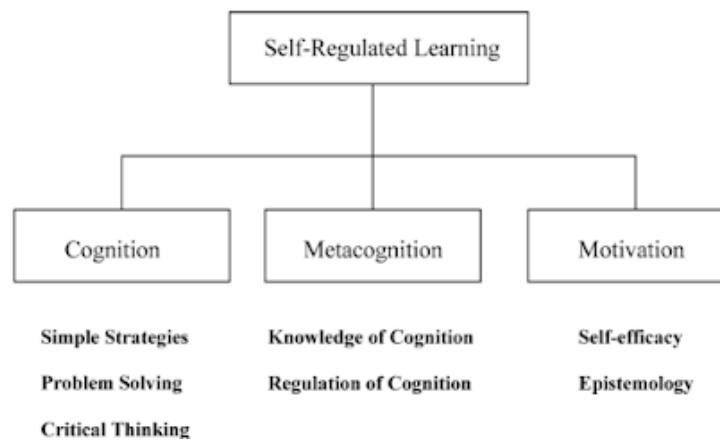 Self-Regulated Learning
Cognition
Metacognition
Motivation
Simple Strategies
Knowledge of Cognition
Self-efficacy
Problem Solving
Regulation of Cognition
Epistemology
Critical Thinking